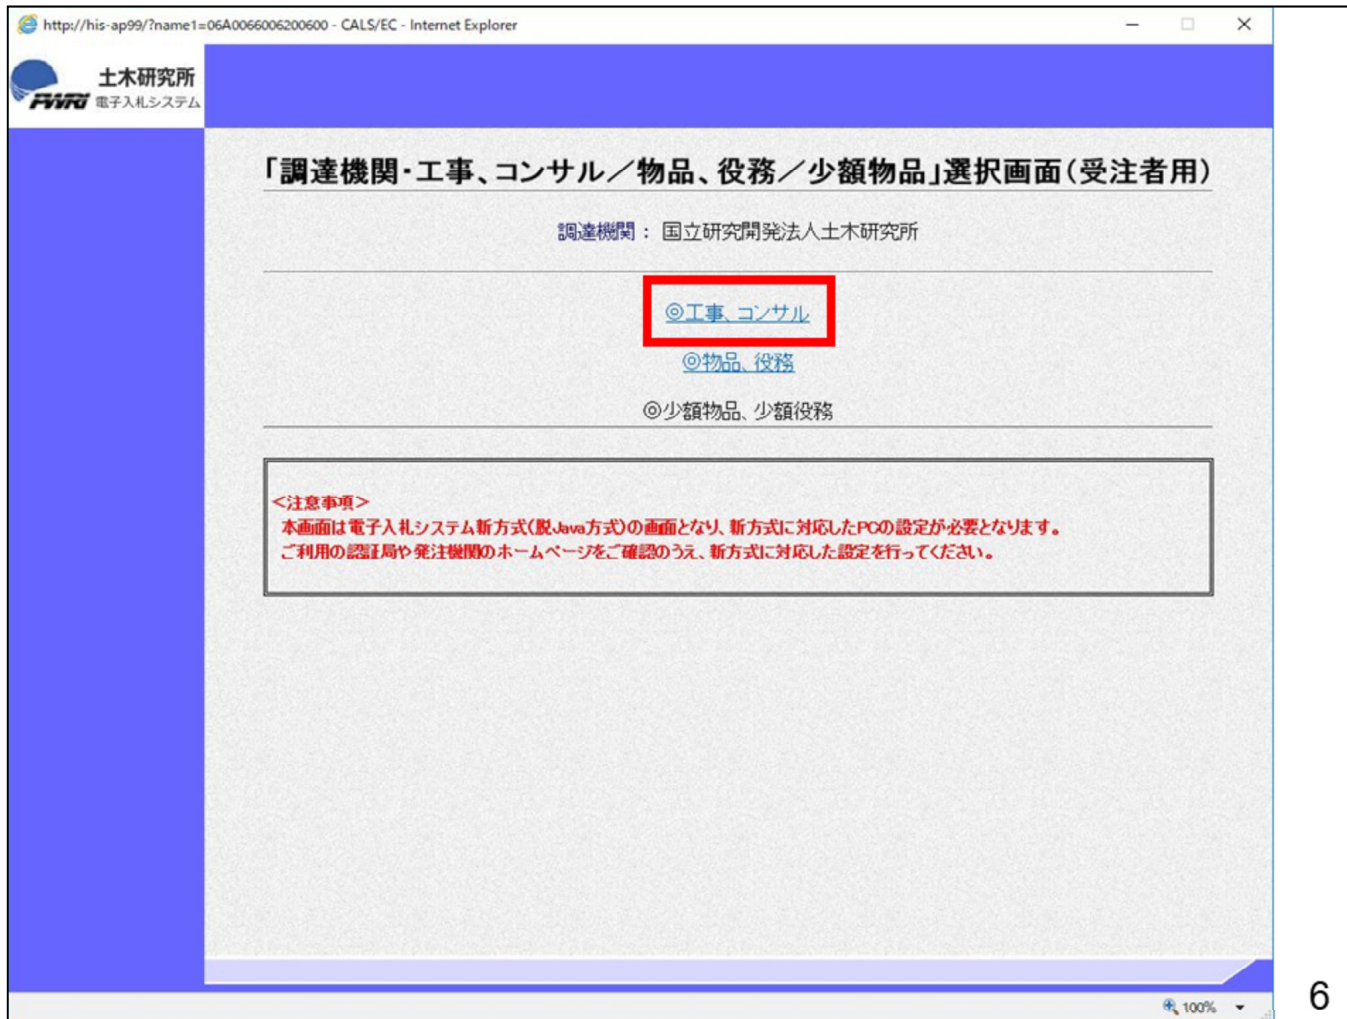 http://his-ap99/?name1=06A0066006200600 - CALS/EC - Internet Explorer
土木研究所
PWRI 電子入札システム
「調達機関・工事、コンサル／物品、役務／少額物品」選択画面（受注者用）
調達機関： 国立研究開発法人土木研究所
◎工事、コンサル
◎物品、役務
◎少額物品、少額役務
＜注意事項＞
本画面は電子入札システム新方式(脱Java方式)の画面となり、新方式に対応したPCの設定が必要となります。
ご利用の認証局や発注機関のホームページをご確認のうえ、新方式に対応した設定を行ってください。
100%
6